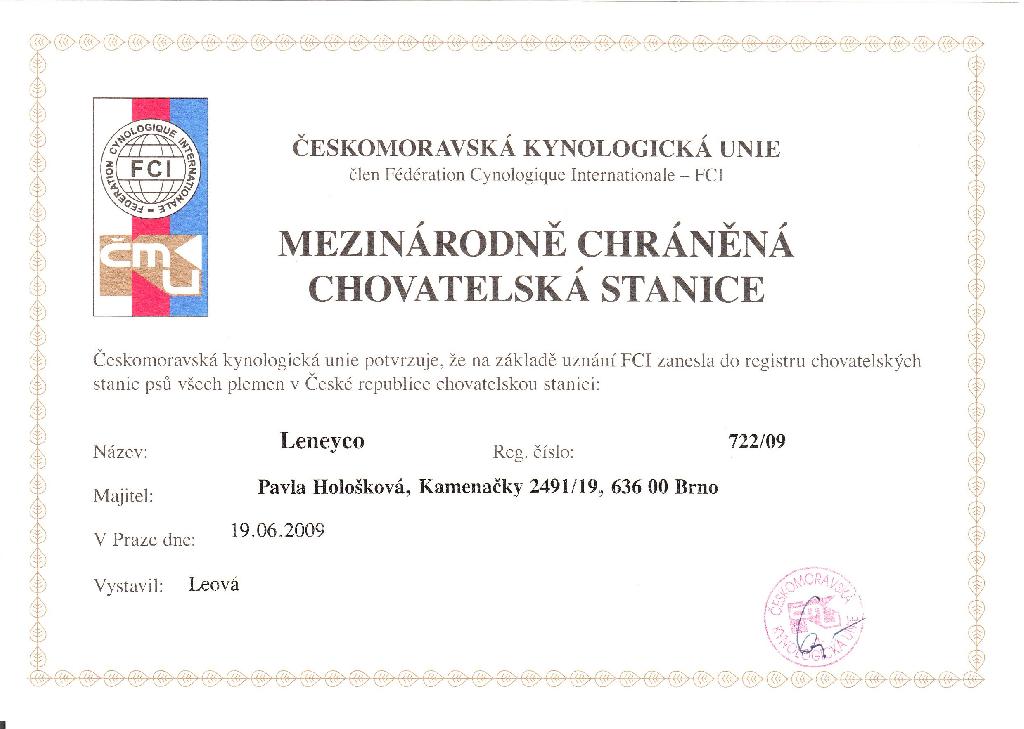 FEDERATION CYNOLOGIQUE INTERNATIONALE
FCI
čmku
ČESKOMORAVSKÁ KYNOLOGICKÁ UNIE
člen Fédération Cynologique Internationale – FCI
MEZINÁRODNĚ CHRÁNĚNÁ
CHOVATELSKÁ STANICE
Českomoravská kynologická unie potvrzuje, že na základě uznání FCI zanesla do registru chovatelských
stanic psů všech plemen v České republice chovatelskou stanici:
Název: Leneyco Reg. číslo: 722/09
Majitel: Pavla Hološková, Kamenačky 2491/19, 636 00 Brno
V Praze dne: 19.06.2009
Vystavil: Leová
ČESKOMORAVSKÁ
KYNOLOGICKÁ UNIE